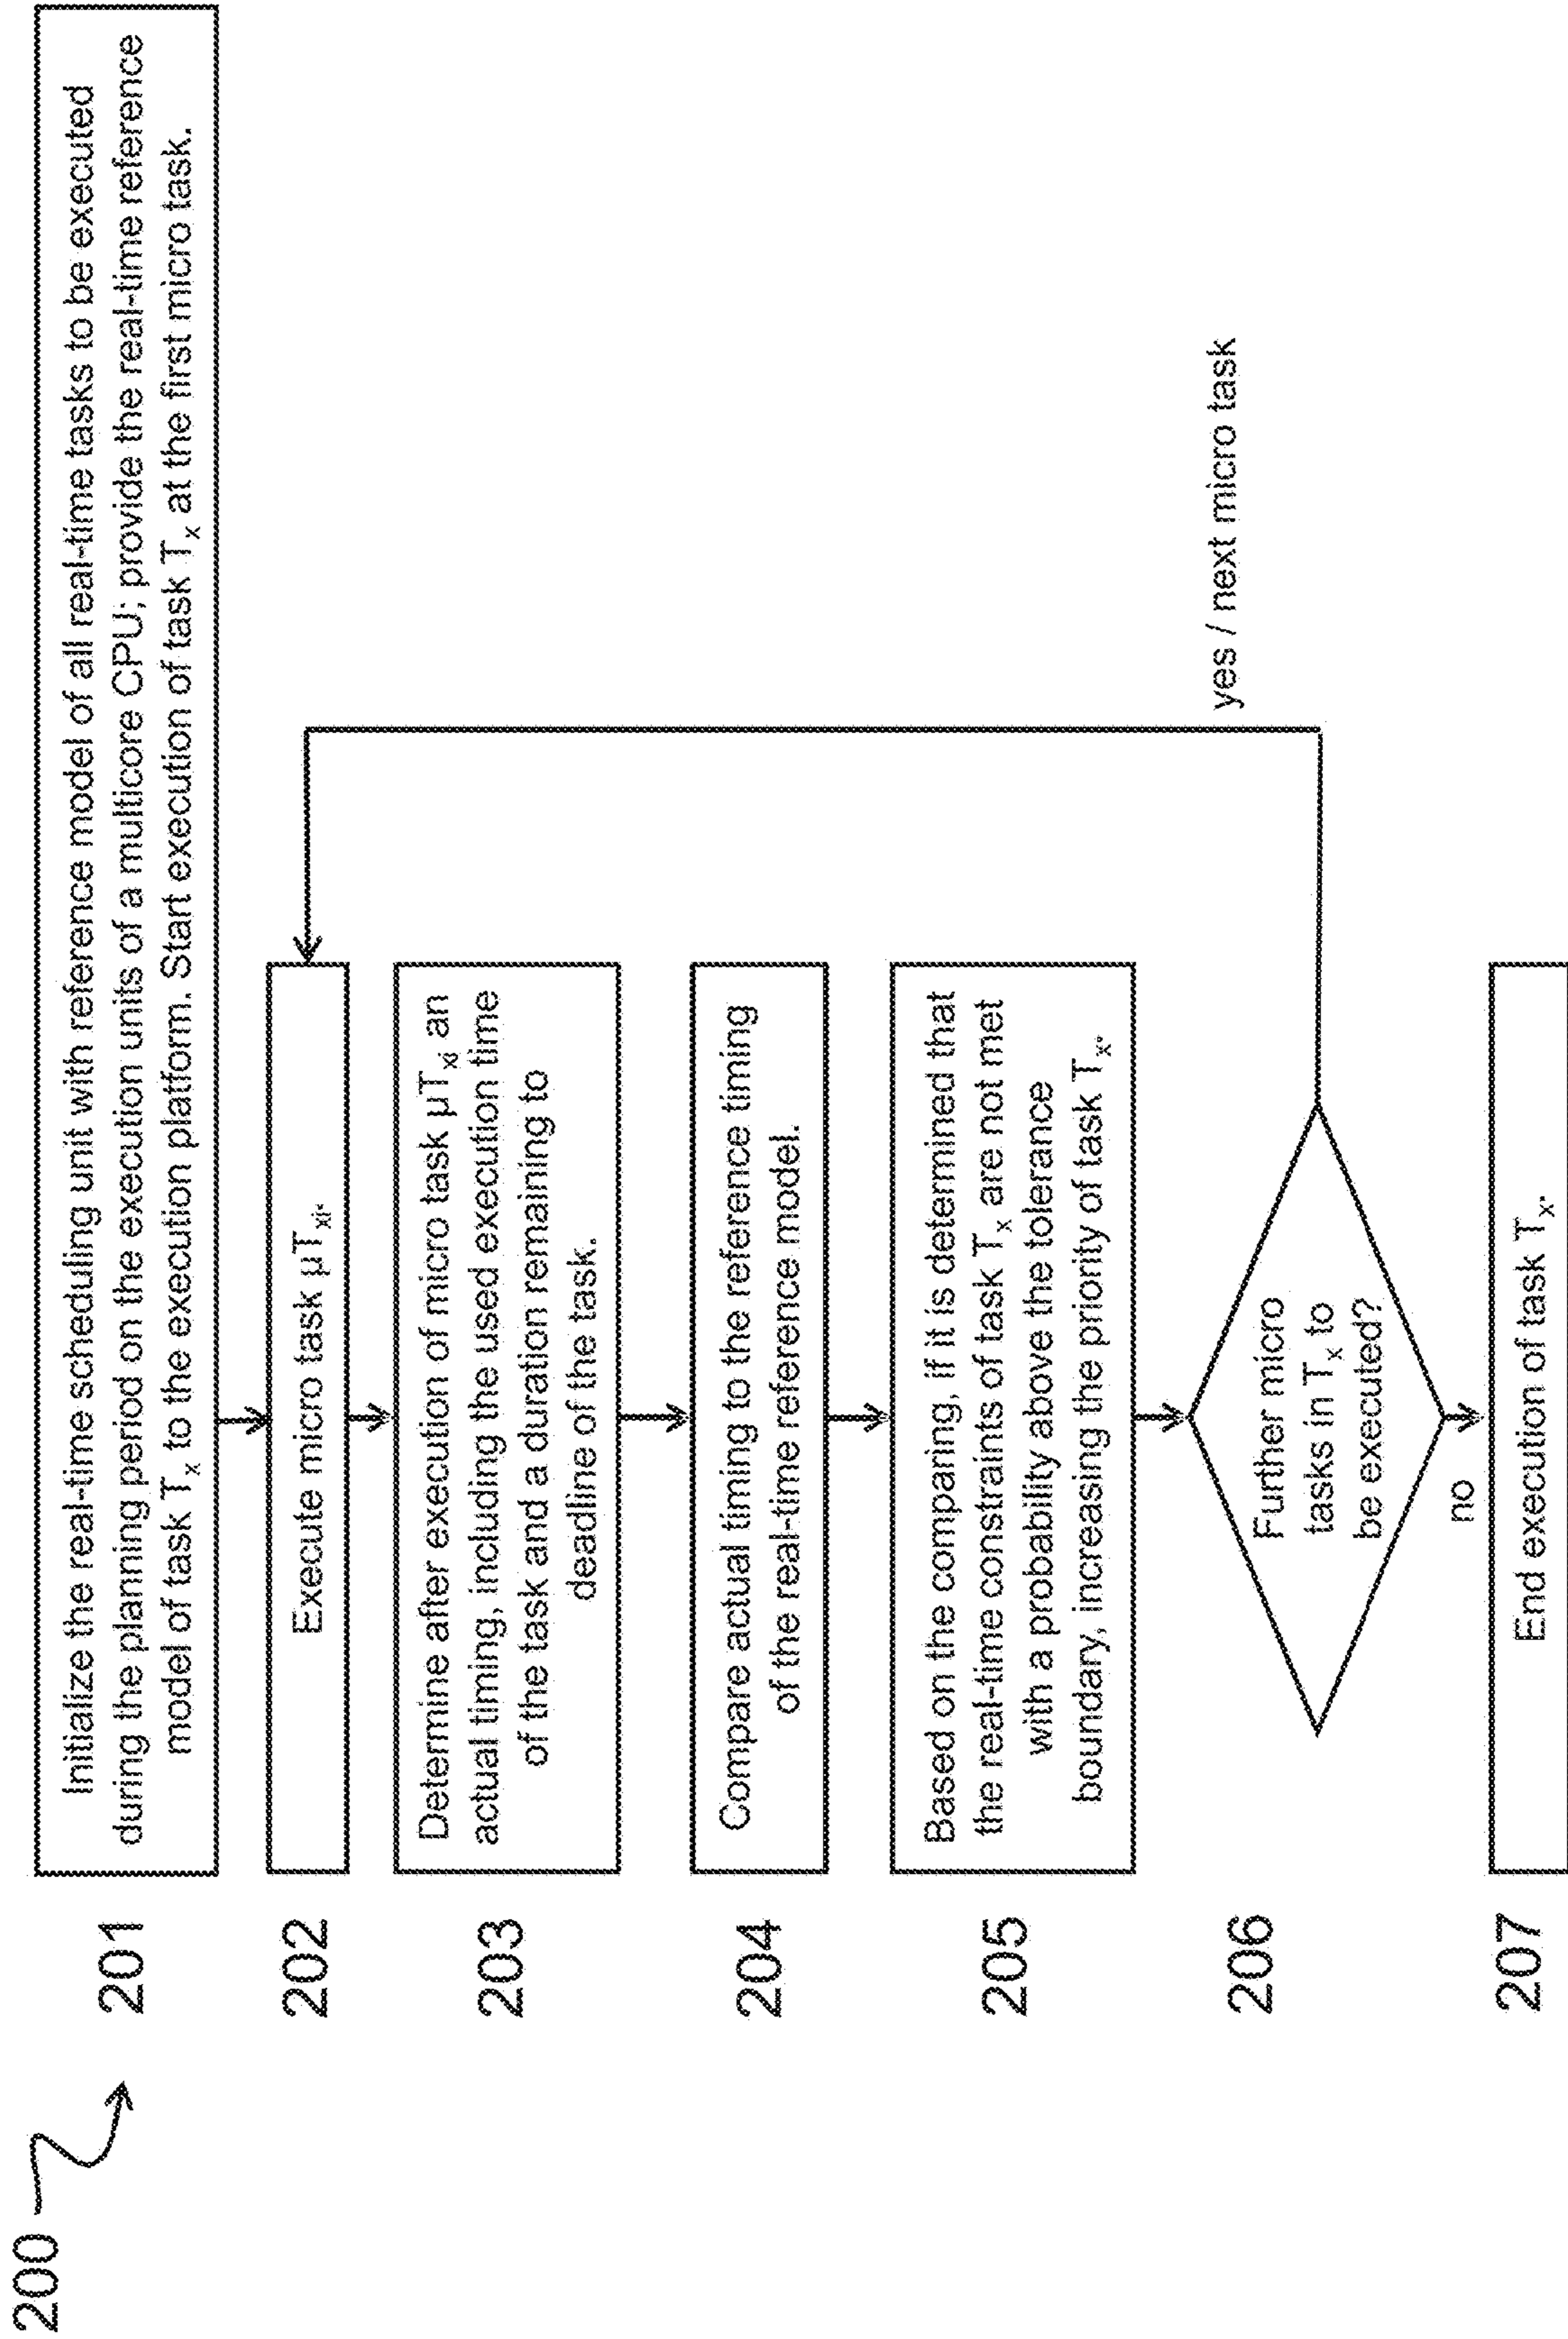 200
201
Initialize the real-time scheduling unit with reference model of all real-time tasks to be executed
during the planning period on the execution units of a multicore CPU; provide the real-time reference
model of task Tx to the execution platform. Start execution of task Tx at the first micro task.
202
Execute micro task µTxi.
203
Determine after execution of micro task µTxi an
actual timing, including the used execution time
of the task and a duration remaining to
deadline of the task.
204
Compare actual timing to the reference timing
of the real-time reference model.
205
Based on the comparing, if it is determined that
the real-time constraints of task Tx are not met
with a probability above the tolerance
boundary, increasing the priority of task Tx.
206
Further micro
tasks in Tx to
be executed?
yes / next micro task
no
207
End execution of task Tx.